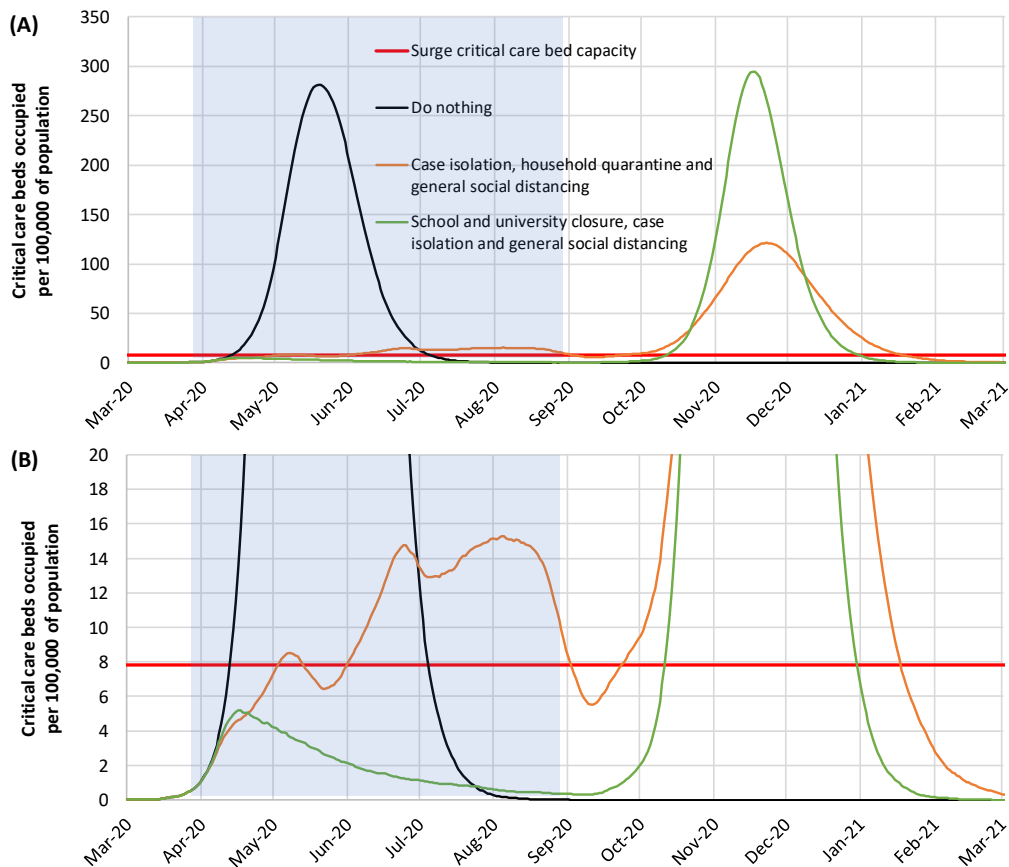 (A)
Critical care beds occupied
per 100,000 of population
350
300
250
200
150
100
50
0
Surge critical care bed capacity
Do nothing
Case isolation, household quarantine and
general social distancing
School and university closure, case
isolation and general social distancing
Mar-20
Apr-20
May-20
Jun-20
Jul-20
Aug-20
Sep-20
Oct-20
Nov-20
Dec-20
Jan-21
Feb-21
Mar-21
(B)
Critical care beds occupied
per 100,000 of population
20
18
16
14
12
10
8
6
4
2
0
Mar-20
Apr-20
May-20
Jun-20
Jul-20
Aug-20
Sep-20
Oct-20
Nov-20
Dec-20
Jan-21
Feb-21
Mar-21